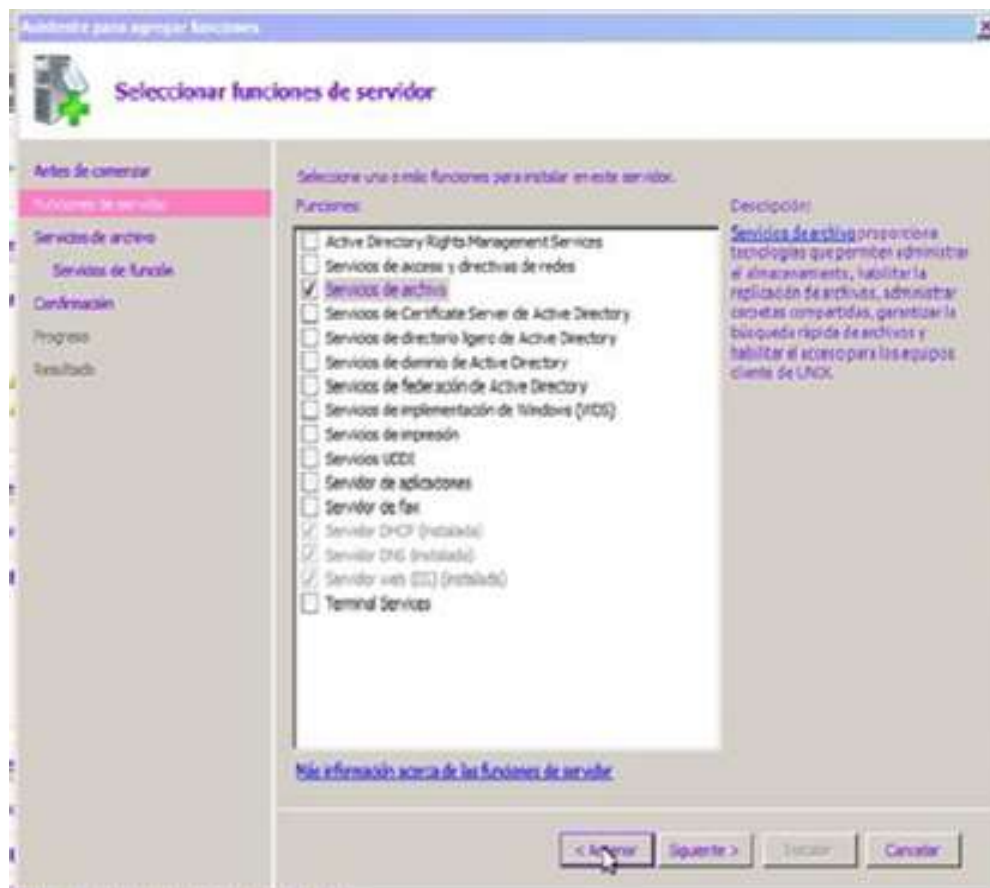 Asistente para agregar funciones
Seleccionar funciones de servidor
Antes de comenzar
Funciones de servidor
Servicios de archivo
Servicios de función
Confirmación
Progreso
Resultado
Seleccione una o más funciones para instalar en este servidor.
Funciones:
Active Directory Rights Management Services
Servicios de acceso y directivas de redes
Servicios de archivo
Servicios de Certificate Server de Active Directory
Servicios de directorio ligero de Active Directory
Servicios de dominio de Active Directory
Servicios de federación de Active Directory
Servicios de implementación de Windows (WDS)
Servicios de impresión
Servicios UDDI
Servidor de aplicaciones
Servidor de fax
Servidor DHCP (Instalado)
Servidor DNS (Instalado)
Servidor web (IIS) (Instalado)
Terminal Services
Más información acerca de las funciones de servidor
Descripción:
Servicios de archivo proporciona
tecnologías que permiten administrar
el almacenamiento, habilitar la
replicación de archivos, administrar
carpetas compartidas, garantizar la
búsqueda rápida de archivos y
habilitar el acceso para los equipos
cliente de UNIX.
< Anterior
Siguiente >
Instalar
Cancelar